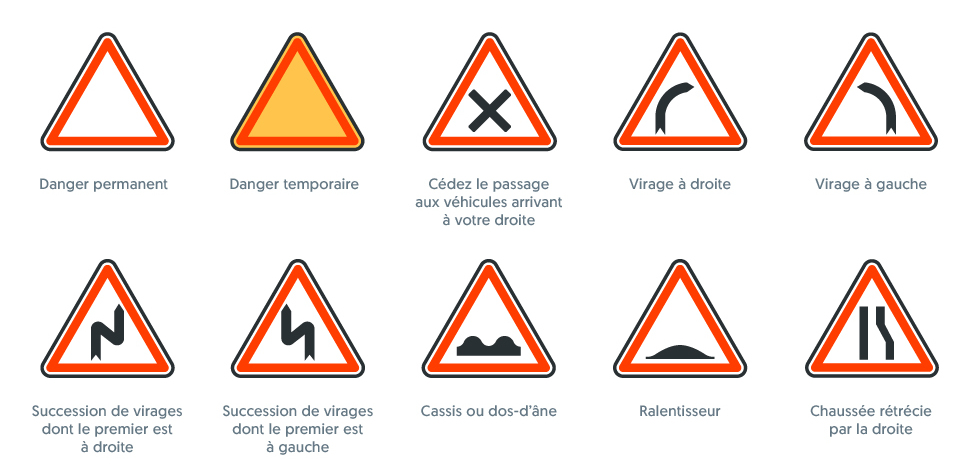 Danger permanent
Danger temporaire
Cédez le passage
aux véhicules arrivant
à votre droite
Virage à droite
Virage à gauche
Succession de virages
dont le premier est
à droite
Succession de virages
dont le premier est
à gauche
Cassis ou dos-d'âne
Ralentisseur
Chaussée rétrécie
par la droite